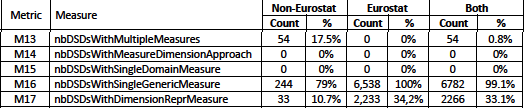 Metric Measure Non-Eurostat Eurostat Both
Count % Count % Count %
M13 nbDSDsWithMultipleMeasures 54 17.5% 0 0% 54 0.8%
M14 nbDSDsWithMeasureDimensionApproach 0 0% 0 0% 0 0%
M15 nbDSDsWithSingleDomainMeasure 0 0% 0 0% 0 0%
M16 nbDSDsWithSingleGenericMeasure 244 79% 6,538 100% 6782 99.1%
M17 nbDSDsWithDimensionReprMeasure 33 10.7% 2,233 34,2% 2266 33.1%